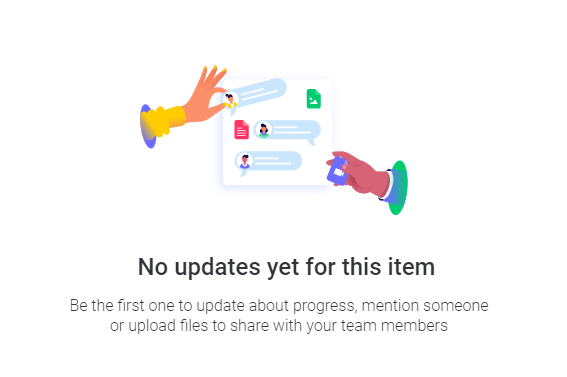 No updates yet for this item
Be the first one to update about progress, mention someone
or upload files to share with your team members